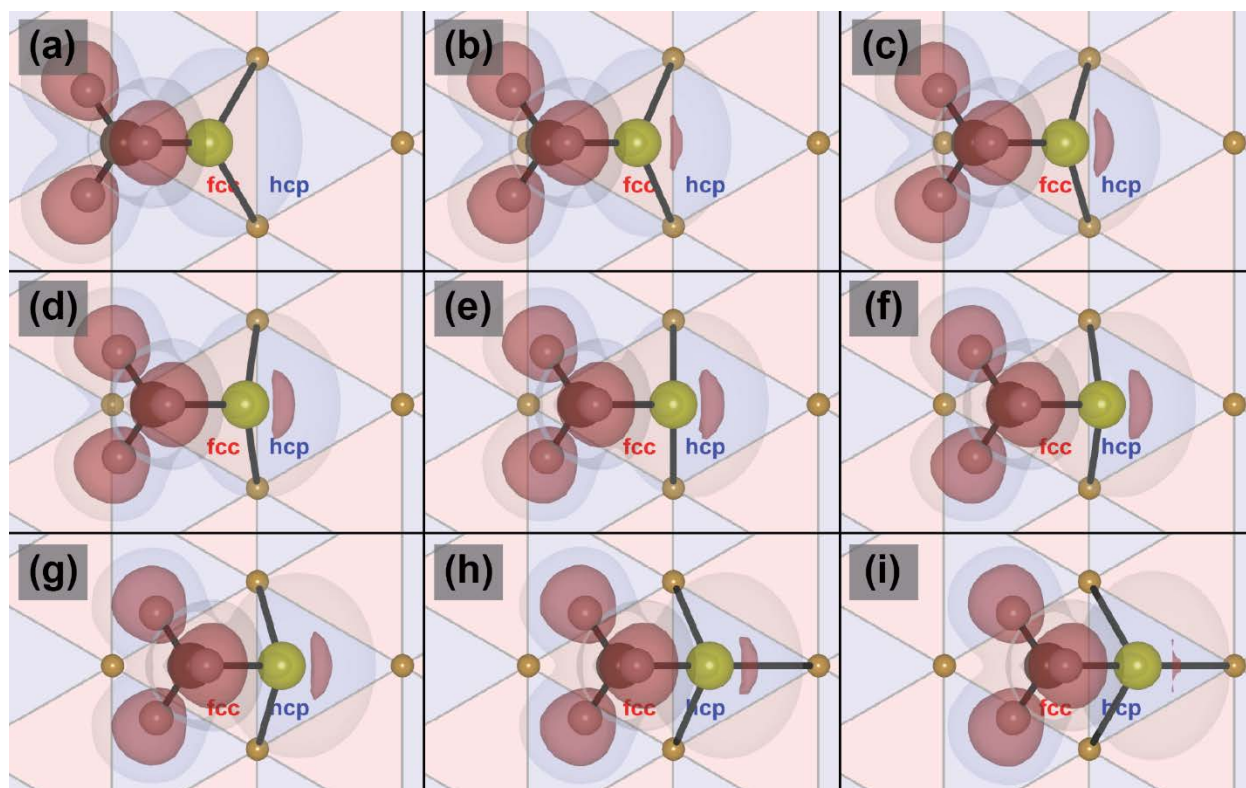 (a)
(b)
(c)
fcc hcp
fcc hcp
fcc hcp
(d)
(e)
(f)
fcc hcp
fcc hcp
fcc hcp
(g)
(h)
(i)
fcc hcp
fcc hcp
fcc hcp